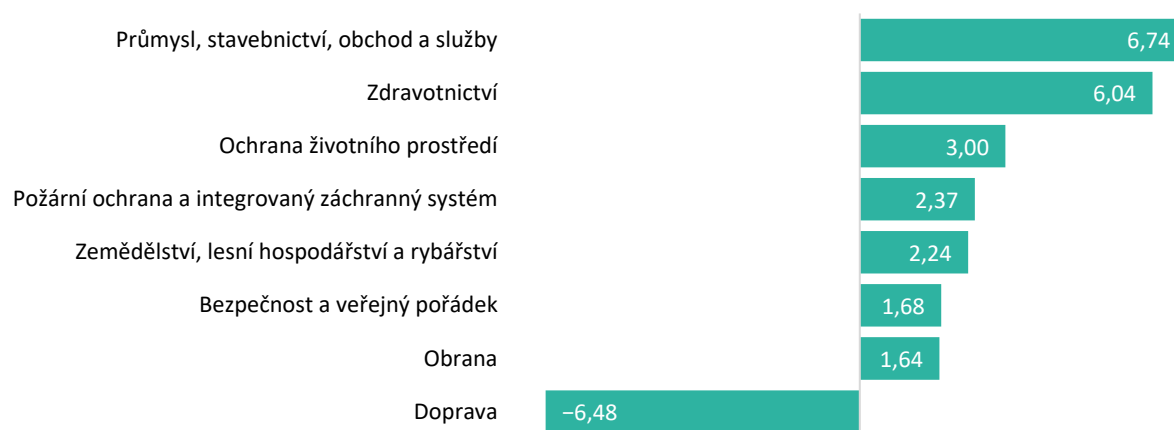 Průmysl, stavebnictví, obchod a služby 6,74
Zdravotnictví 6,04
Ochrana životního prostředí 3,00
Požární ochrana a integrovaný záchranný systém 2,37
Zemědělství, lesní hospodářství a rybářství 2,24
Bezpečnost a veřejný pořádek 1,68
Obrana 1,64
Doprava −6,48